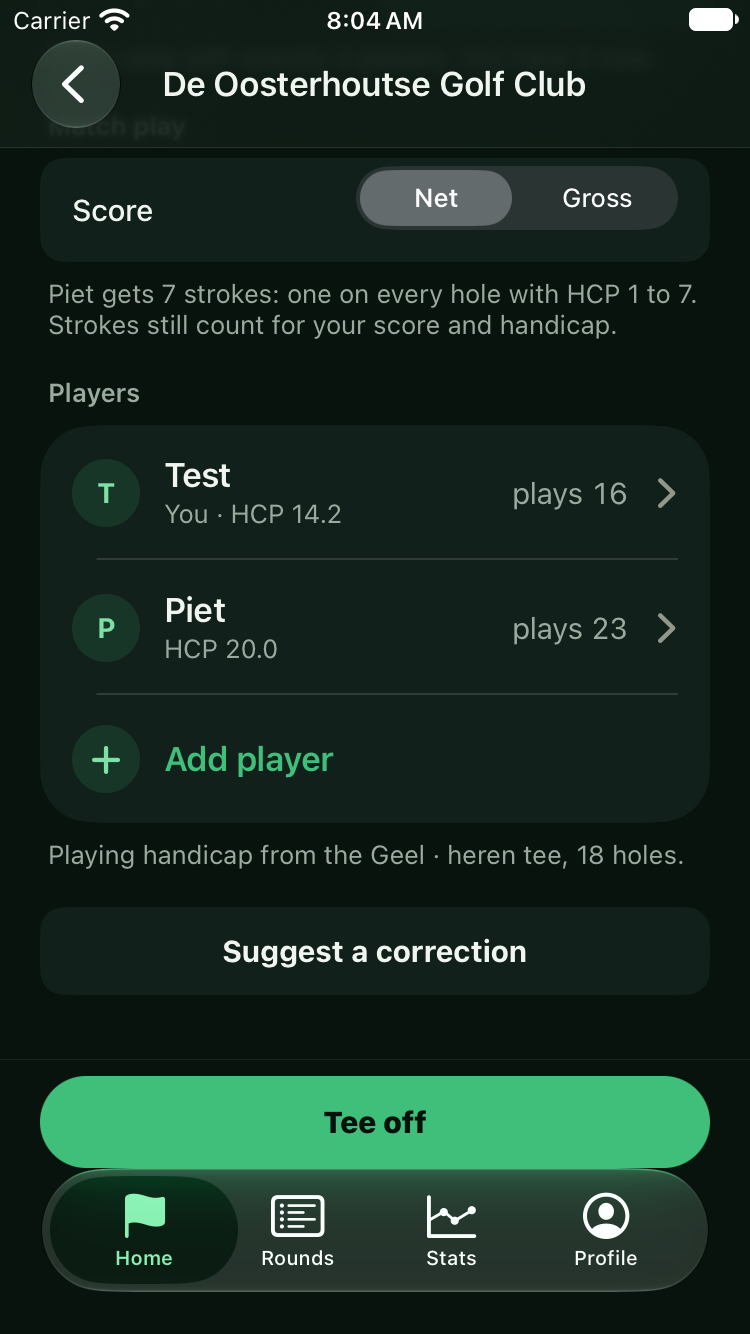 Carrier
8:04 AM
De Oosterhoutse Golf Club
Match play
Score
Net
Gross
Piet gets 7 strokes: one on every hole with HCP 1 to 7.
Strokes still count for your score and handicap.
Players
T
Test
You · HCP 14.2
plays 16
P
Piet
HCP 20.0
plays 23
Add player
Playing handicap from the Geel · heren tee, 18 holes.
Suggest a correction
Tee off
Home
Rounds
Stats
Profile